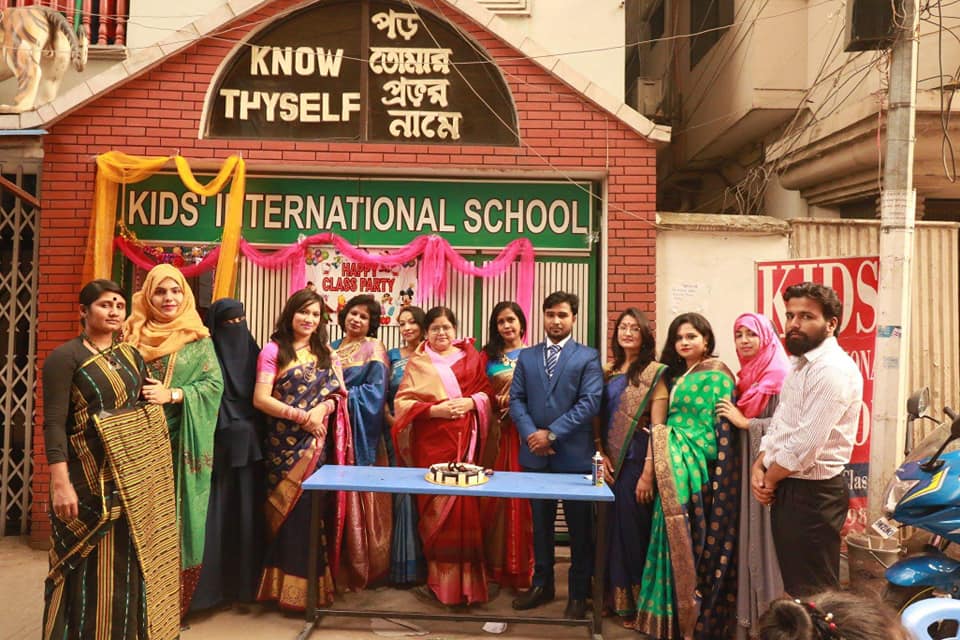 KNOW
THYSELF
পড়
তোমার
প্রভুর
নামে
KIDS' INTERNATIONAL SCHOOL
HAPPY
CLASS PARTY
KIDS